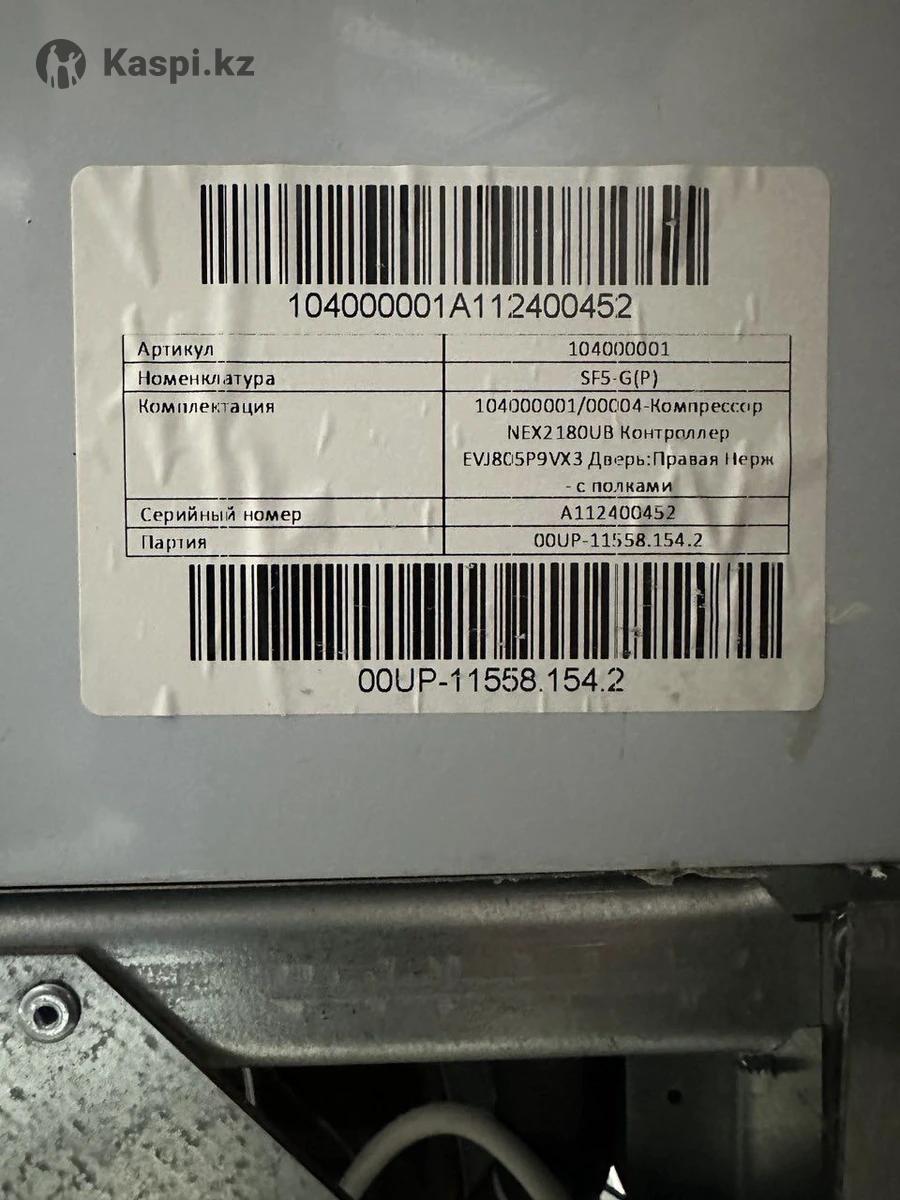 Kaspi.kz
104000001A112400452
Артикул 104000001
Номенклатура SF5-G(P)
Комплектация 104000001/00004-Компрессор
NEX2180UB Контроллер
EVJ805P9VX3 Дверь:Правая Нерж
- с полками
Серийный номер A112400452
Партия 00UP-11558.154.2
00UP-11558.154.2